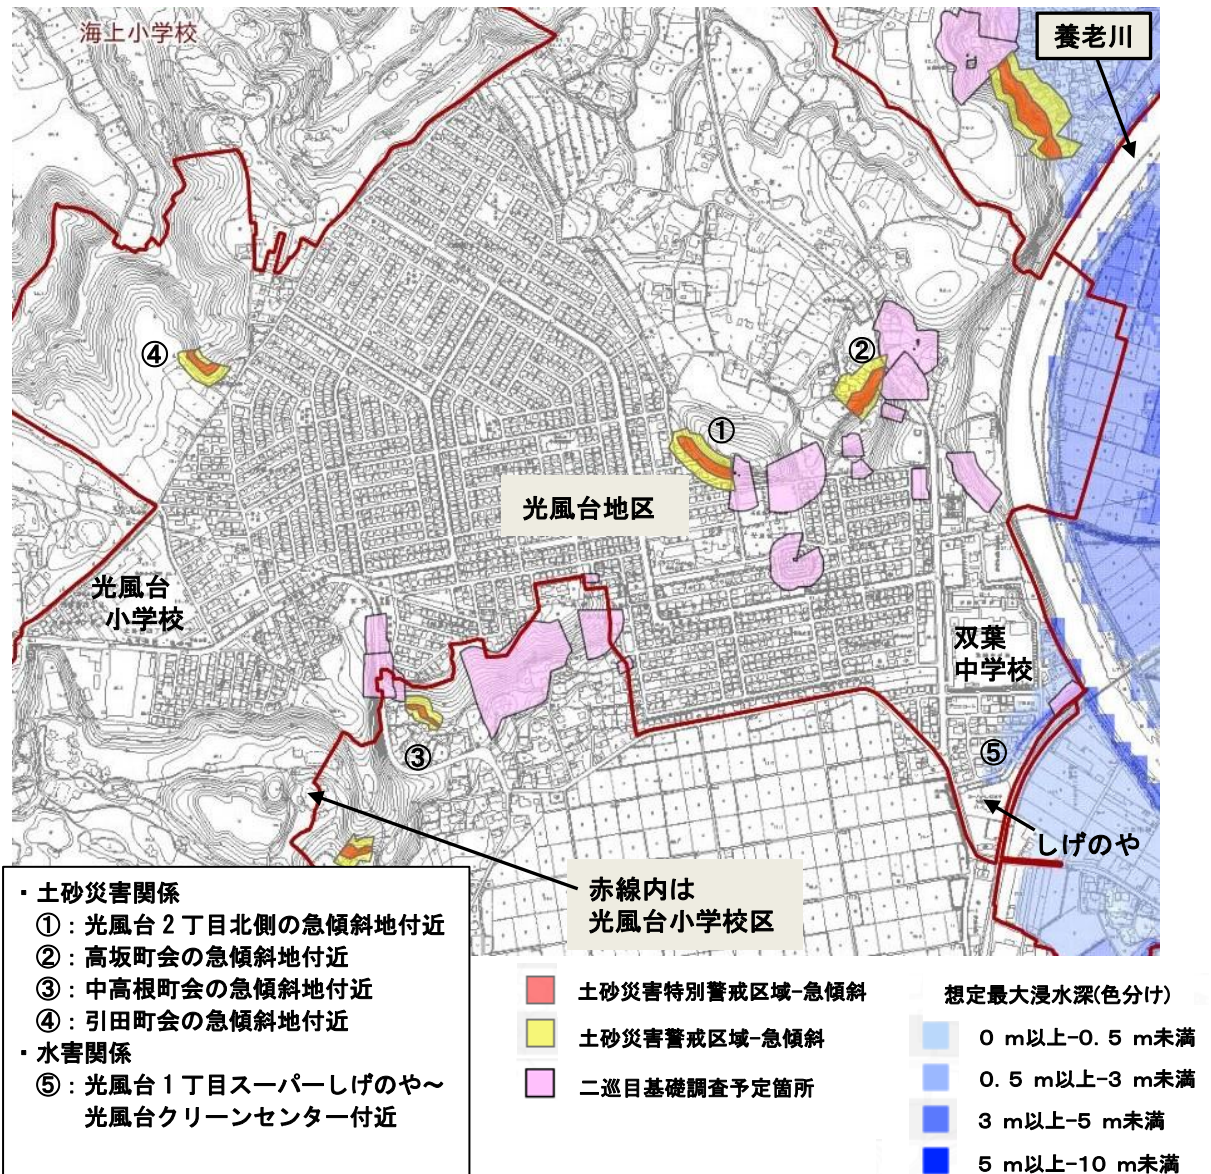 海上小学校
養老川
④
②
①
光風台地区
光風台
小学校
双葉
中学校
③
⑤
しげのや
赤線内は
光風台小学校区
・土砂災害関係
①：光風台２丁目北側の急傾斜地付近
②：高坂町会の急傾斜地付近
③：中高根町会の急傾斜地付近
④：引田町会の急傾斜地付近
・水害関係
⑤：光風台１丁目スーパーしげのや～
光風台クリーンセンター付近
土砂災害特別警戒区域-急傾斜
土砂災害警戒区域-急傾斜
二巡目基礎調査予定箇所
想定最大浸水深(色分け)
0 m以上-0.5 m未満
0.5 m以上-3 m未満
3 m以上-5 m未満
5 m以上-10 m未満